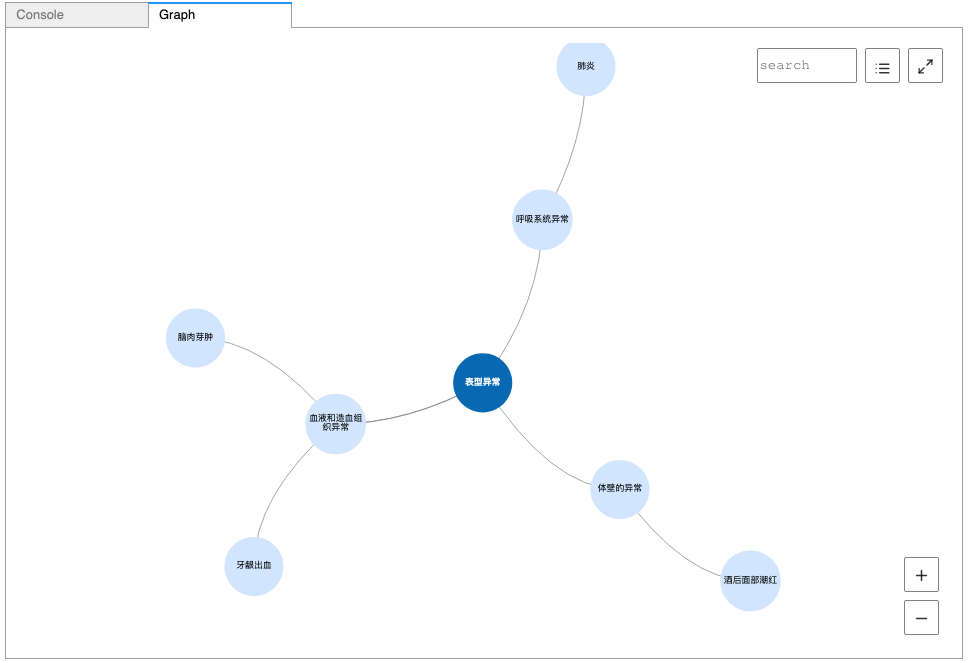 Console
Graph
search
肺炎
呼吸系统异常
脑肉芽肿
表型异常
血液和造血组
织异常
体壁的异常
牙龈出血
酒后面部潮红